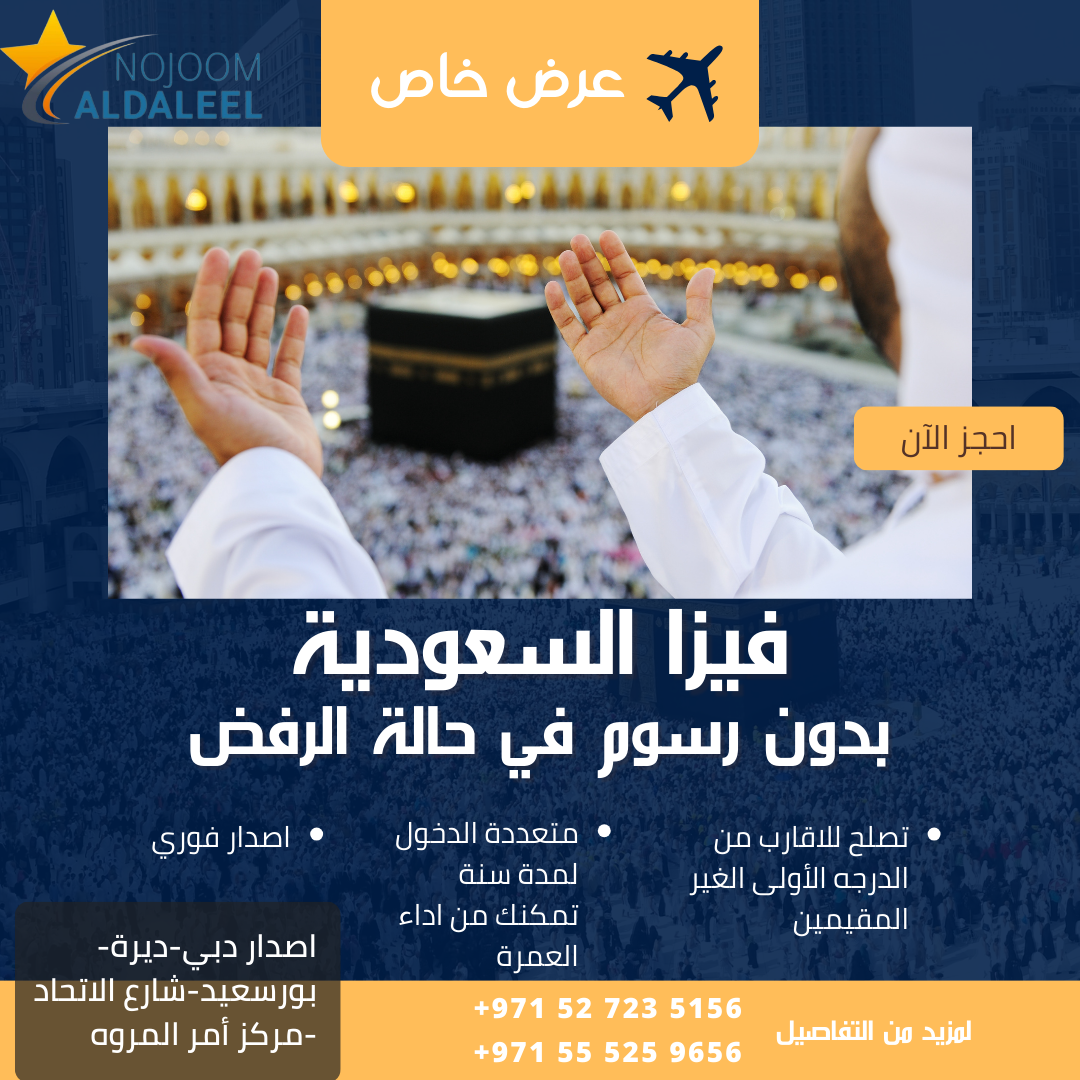 NOJOOM
ALDALEEL
عرض خاص
احجز الآن
فيزا السعودية
بدون رسوم في حالة الرفض
تصلح للاقارب من
الدرجه الأولى الغير
المقيمين
متعددة الدخول
لمدة سنة
تمكنك من اداء
العمرة
اصدار فوري
اصدار دبي-ديرة-
بورسعيد-شارع الاتحاد
-مركز أمر المروه
لمزيد من التفاصيل
+971 52 723 5156
+971 55 525 9656